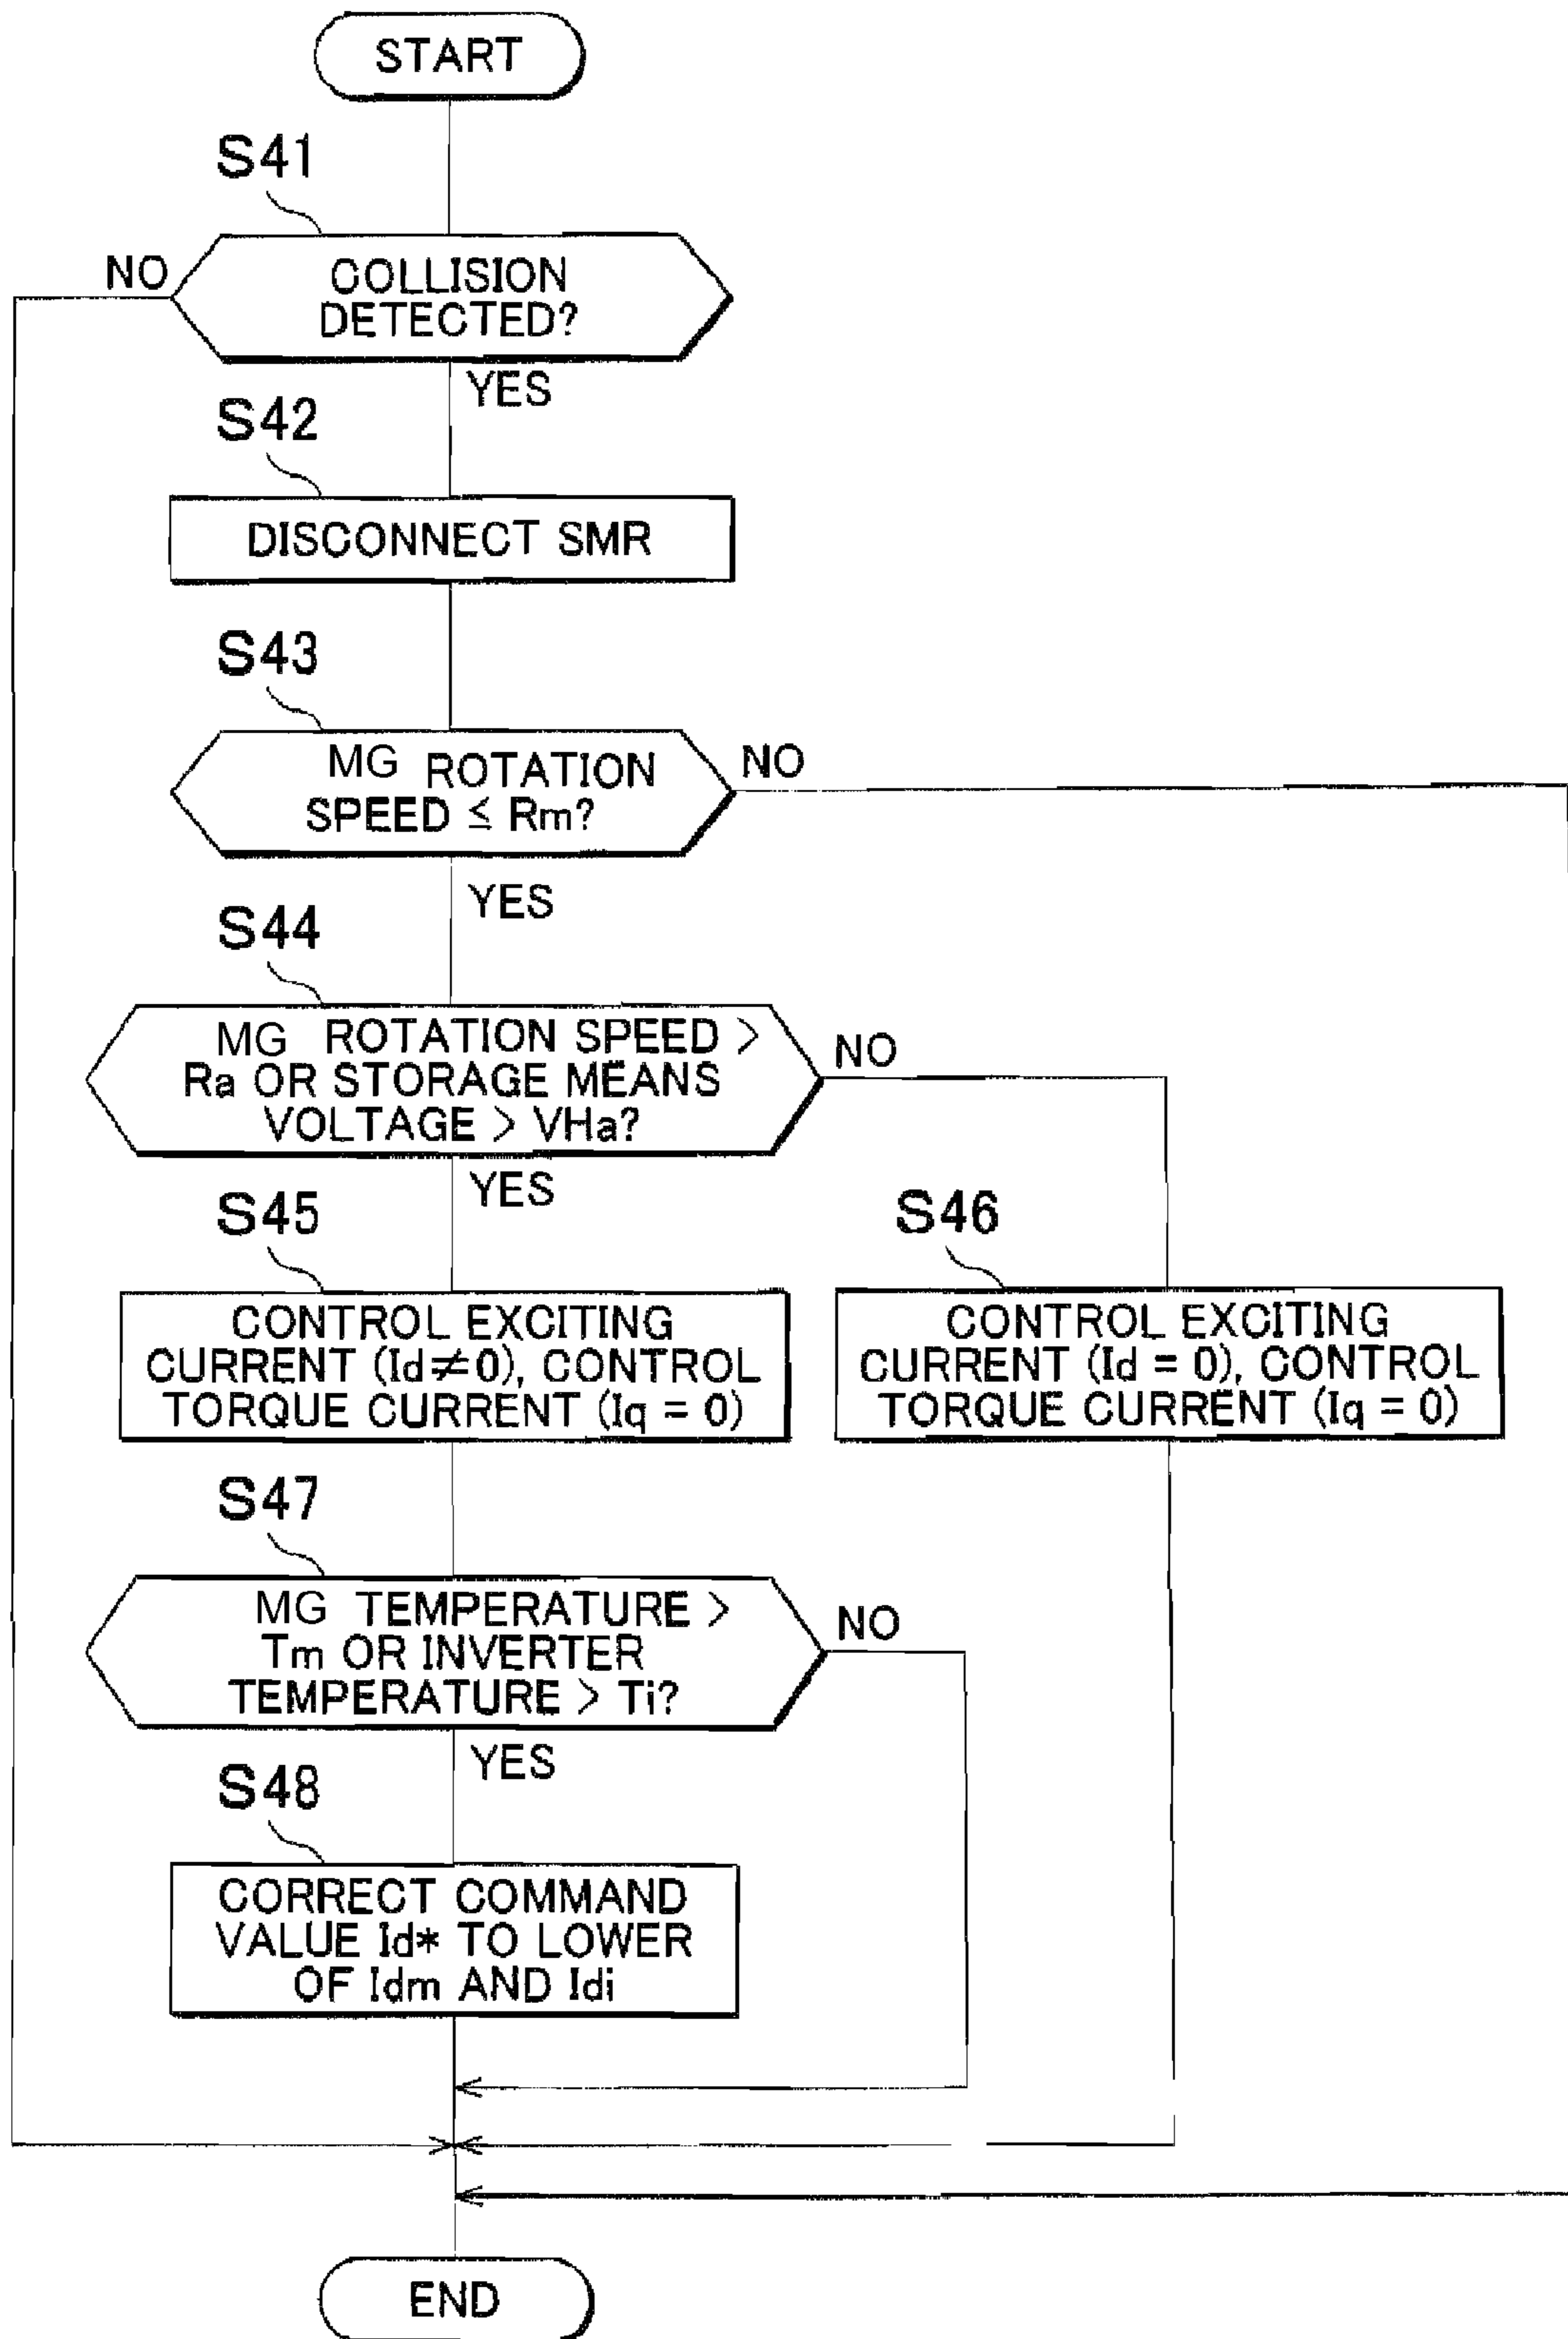 START
S41
NO
COLLISION
DETECTED?
YES
S42
DISCONNECT SMR
S43
MG ROTATION
SPEED ≤ Rm?
NO
YES
S44
MG ROTATION SPEED >
Ra OR STORAGE MEANS
VOLTAGE > VHa?
NO
YES
S45
CONTROL EXCITING
CURRENT (Id≠0), CONTROL
TORQUE CURRENT (Iq = 0)
S46
CONTROL EXCITING
CURRENT (Id = 0), CONTROL
TORQUE CURRENT (Iq = 0)
S47
MG TEMPERATURE >
Tm OR INVERTER
TEMPERATURE > Ti?
NO
YES
S48
CORRECT COMMAND
VALUE Id* TO LOWER
OF Idm AND Idi
END